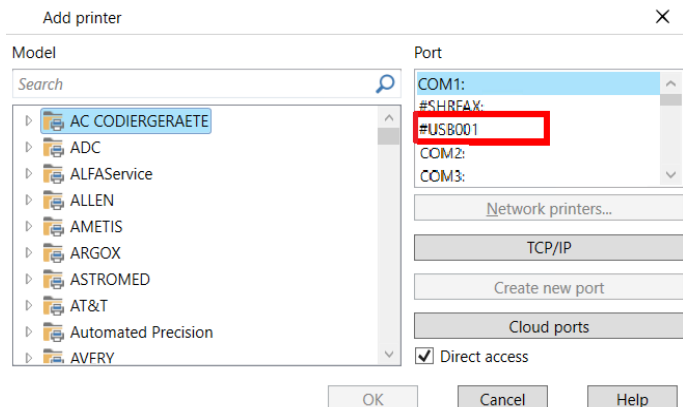 Add printer
Model
Search
AC CODIERGERAETE
ADC
ALFAService
ALLEN
AMETIS
ARGOX
ASTROMED
AT&T
Automated Precision
AVERY
Port
COM1:
#SHRFAX:
#USB001
COM2:
COM3:
Network printers...
TCP/IP
Create new port
Cloud ports
Direct access
OK
Cancel
Help